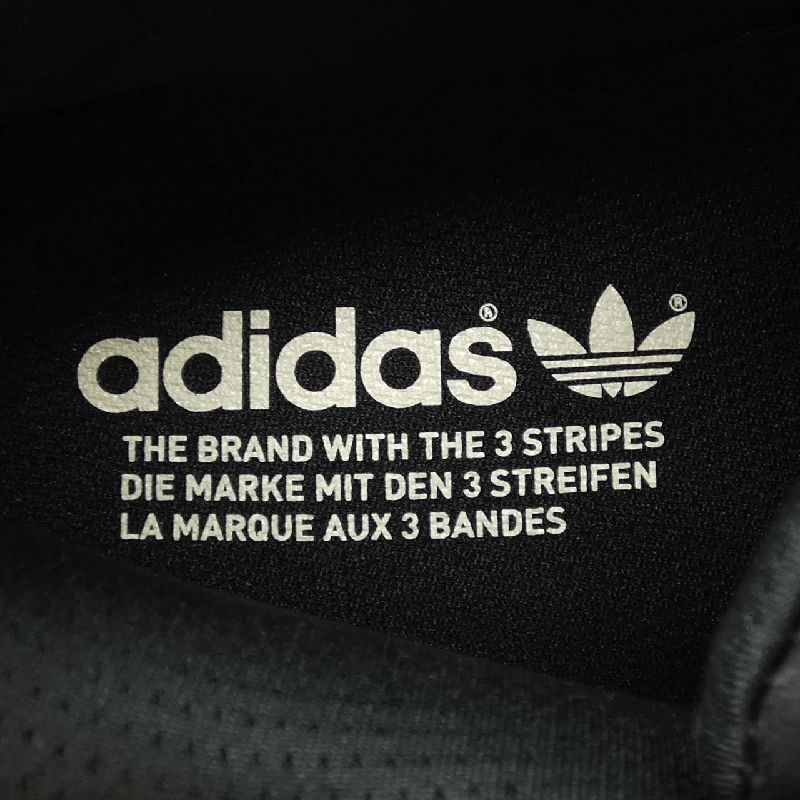 adidas®®
THE BRAND WITH THE 3 STRIPES
DIE MARKE MIT DEN 3 STREIFEN
LA MARQUE AUX 3 BANDES